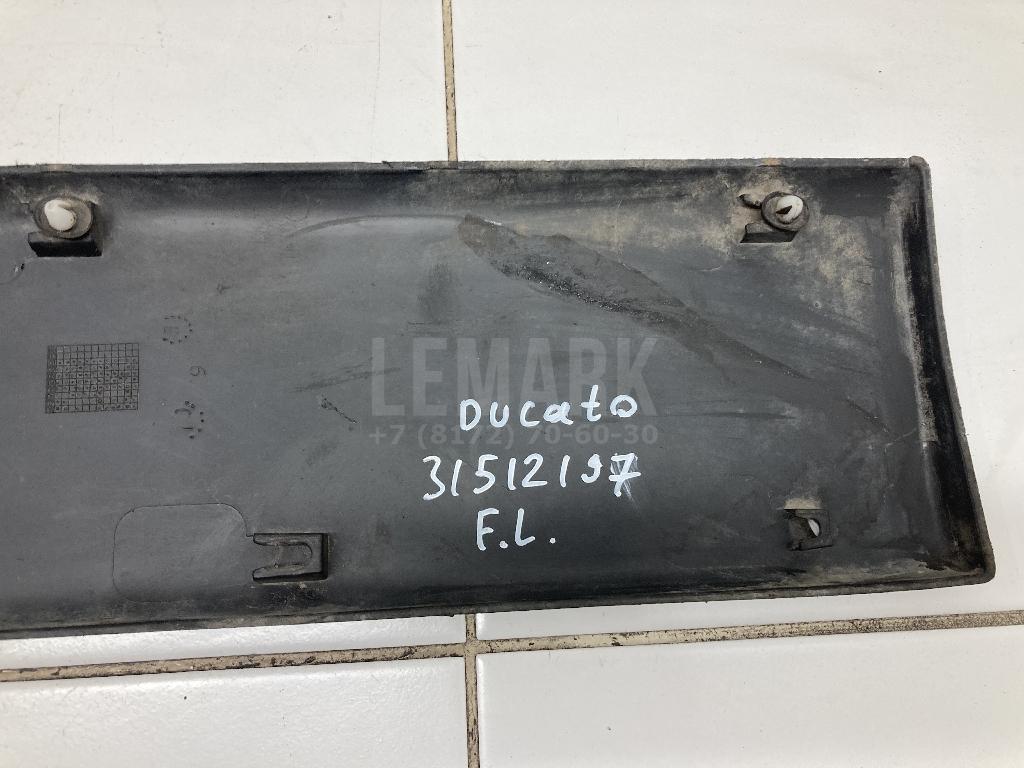 LEMARK
Ducato
+7 (8172) 70-60-30
31512197
F.L.